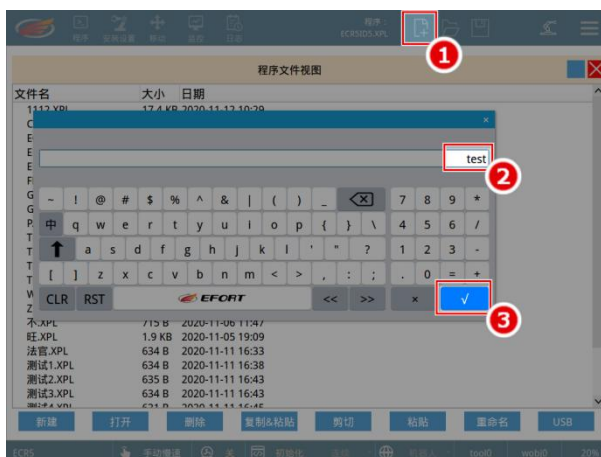 程序 安装设置 移动 监控 日志 程序:
ECRSIDS.XPL
1
程序文件视图
文件名 大小 日期
1112.XPL 17.4 KB 2020-11-12 10:29
test
2
~ ! @ # $ % ^ & | ( ) _ 7 8 9 *
中 q w e r t y u i o p { } \ 4 5 6 /
a s d f g h j k l ' " ? 1 2 3 -
[ ] z x c v b n m < > , : ; . 0 = +
CLR RST EFORT << >> × √
3
不.XPL 715 B 2020-11-06 11:47
旺.XPL 1.9 KB 2020-11-05 19:09
法官.XPL 634 B 2020-11-11 16:33
测试1.XPL 634 B 2020-11-11 16:38
测试2.XPL 635 B 2020-11-11 16:43
测试3.XPL 634 B 2020-11-11 16:43
新建 打开 删除 复制&粘贴 剪切 粘贴 重命名 USB
ECRS 手动慢速 关 初始化 tool0 wobj0 20%